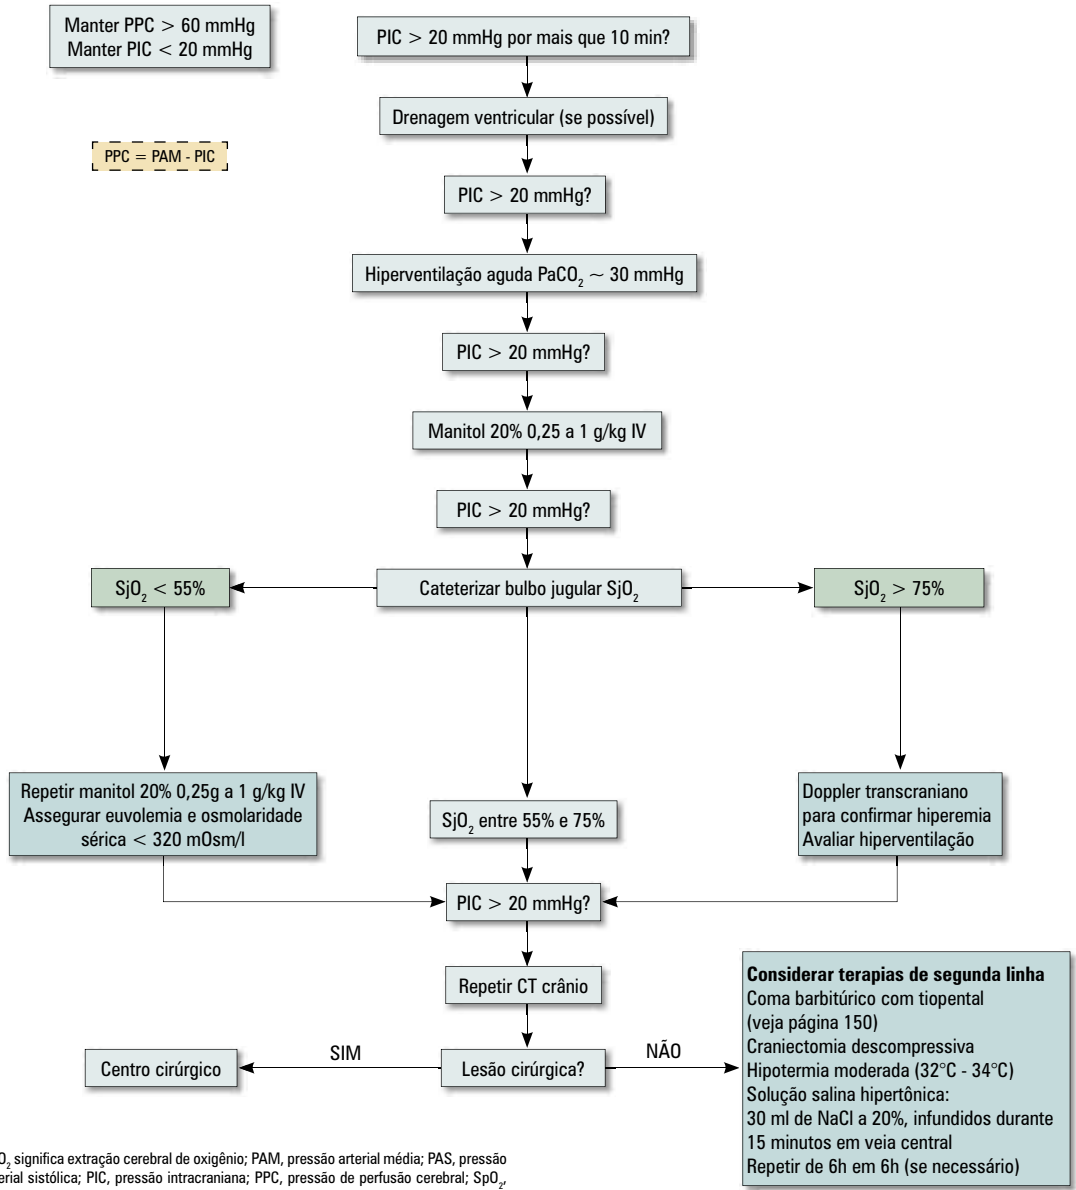 Manter PPC > 60 mmHg
Manter PIC < 20 mmHg
PIC > 20 mmHg por mais que 10 min?
Drenagem ventricular (se possível)
PPC = PAM - PIC
PIC > 20 mmHg?
Hiperventilação aguda PaCO₂ ~ 30 mmHg
PIC > 20 mmHg?
Manitol 20% 0,25 a 1 g/kg IV
PIC > 20 mmHg?
SjO₂ < 55%
Cateterizar bulbo jugular SjO₂
SjO₂ > 75%
Repetir manitol 20% 0,25g a 1 g/kg IV
Assegurar euvolemia e osmolaridade
sérica < 320 mOsm/l
SjO₂ entre 55% e 75%
Doppler transcraniano
para confirmar hiperemia
Avaliar hiperventilação
PIC > 20 mmHg?
Repetir CT crânio
Lesão cirúrgica?
SIM
Centro cirúrgico
NÃO
Considerar terapias de segunda linha
Coma barbitúrico com tiopental
(veja página 150)
Craniectomia descompressiva
Hipotermia moderada (32°C - 34°C)
Solução salina hipertônica:
30 ml de NaCl a 20%, infundidos durante
15 minutos em veia central
Repetir de 6h em 6h (se necessário)
O₂ significa extração cerebral de oxigênio; PAM, pressão arterial média; PAS, pressão
erial sistólica; PIC, pressão intracraniana; PPC, pressão de perfusão cerebral; SpO₂,